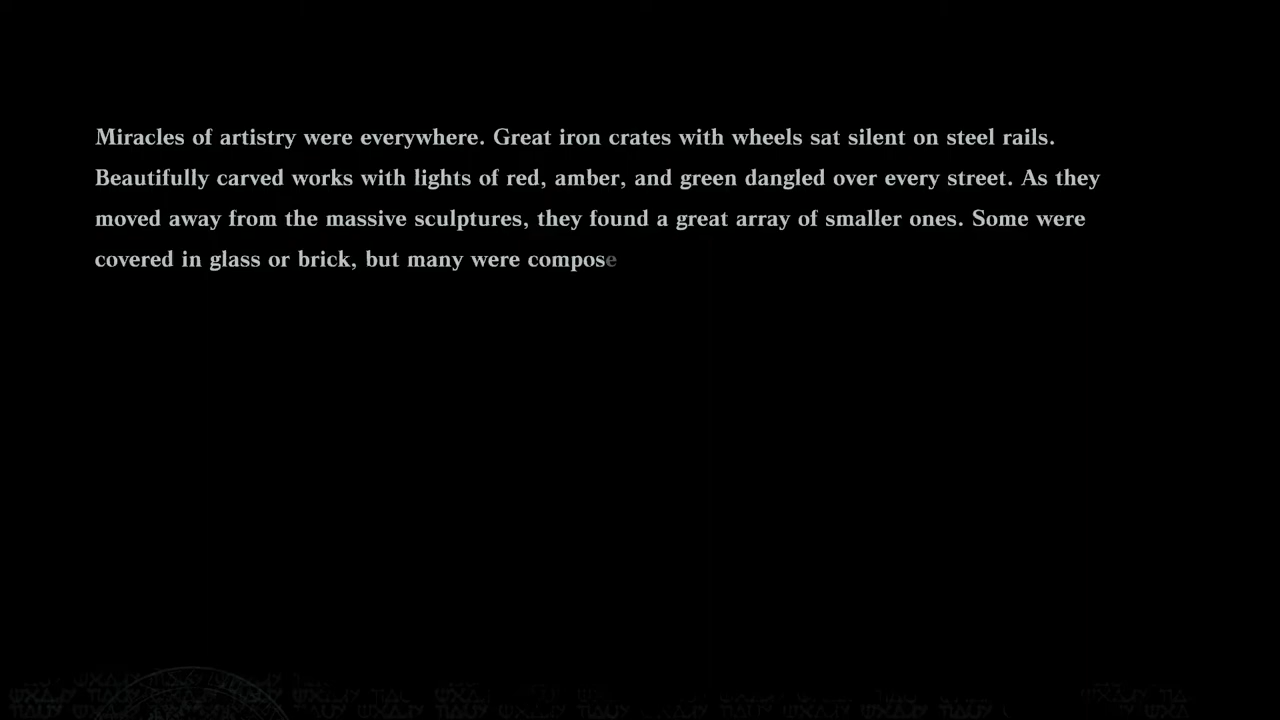 Miracles of artistry were everywhere. Great iron crates with wheels sat silent on steel rails.
Beautifully carved works with lights of red, amber, and green dangled over every street. As they
moved away from the massive sculptures, they found a great array of smaller ones. Some were
covered in glass or brick, but many were compose